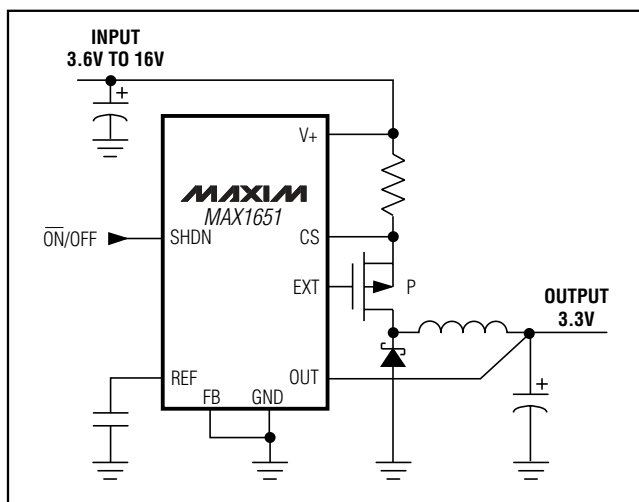 INPUT
3.6V TO 16V
+
V+
MAXIM
MAX1651
ON/OFF
SHDN
CS
EXT
P
OUTPUT
3.3V
REF
OUT
FB
GND
+